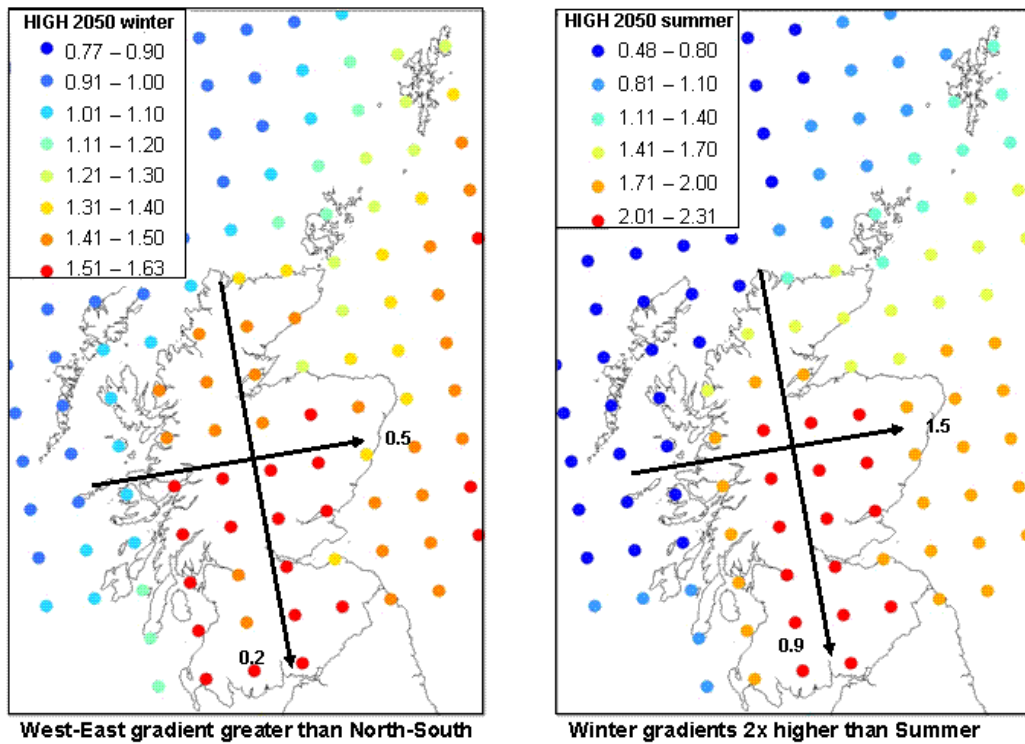 HIGH 2050 winter
0.77 – 0.90
0.91 – 1.00
1.01 – 1.10
1.11 – 1.20
1.21 – 1.30
1.31 – 1.40
1.41 – 1.50
1.51 – 1.63
0.5
0.2
West-East gradient greater than North-South
HIGH 2050 summer
0.48 – 0.80
0.81 – 1.10
1.11 – 1.40
1.41 – 1.70
1.71 – 2.00
2.01 – 2.31
1.5
0.9
Winter gradients 2x higher than Summer